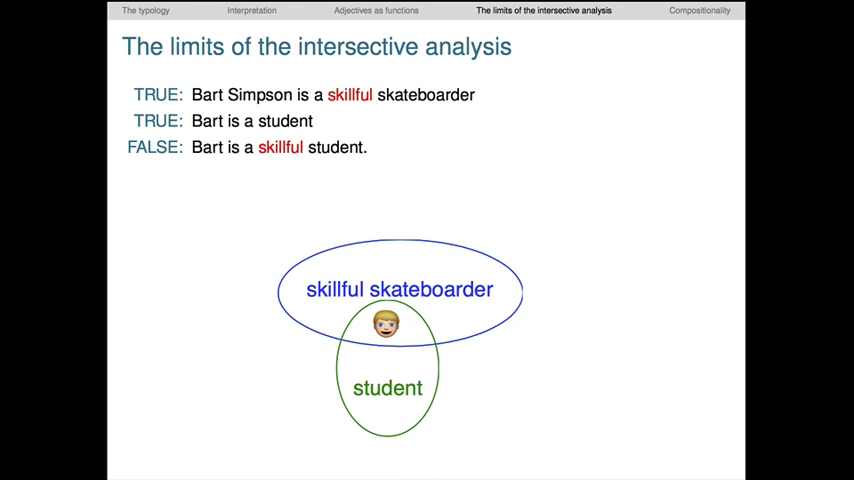 The typology Interpretation Adjectives as functions The limits of the intersective analysis Compositionality
The limits of the intersective analysis
TRUE: Bart Simpson is a skillful skateboarder
TRUE: Bart is a student
FALSE: Bart is a skillful student.
skillful skateboarder
student